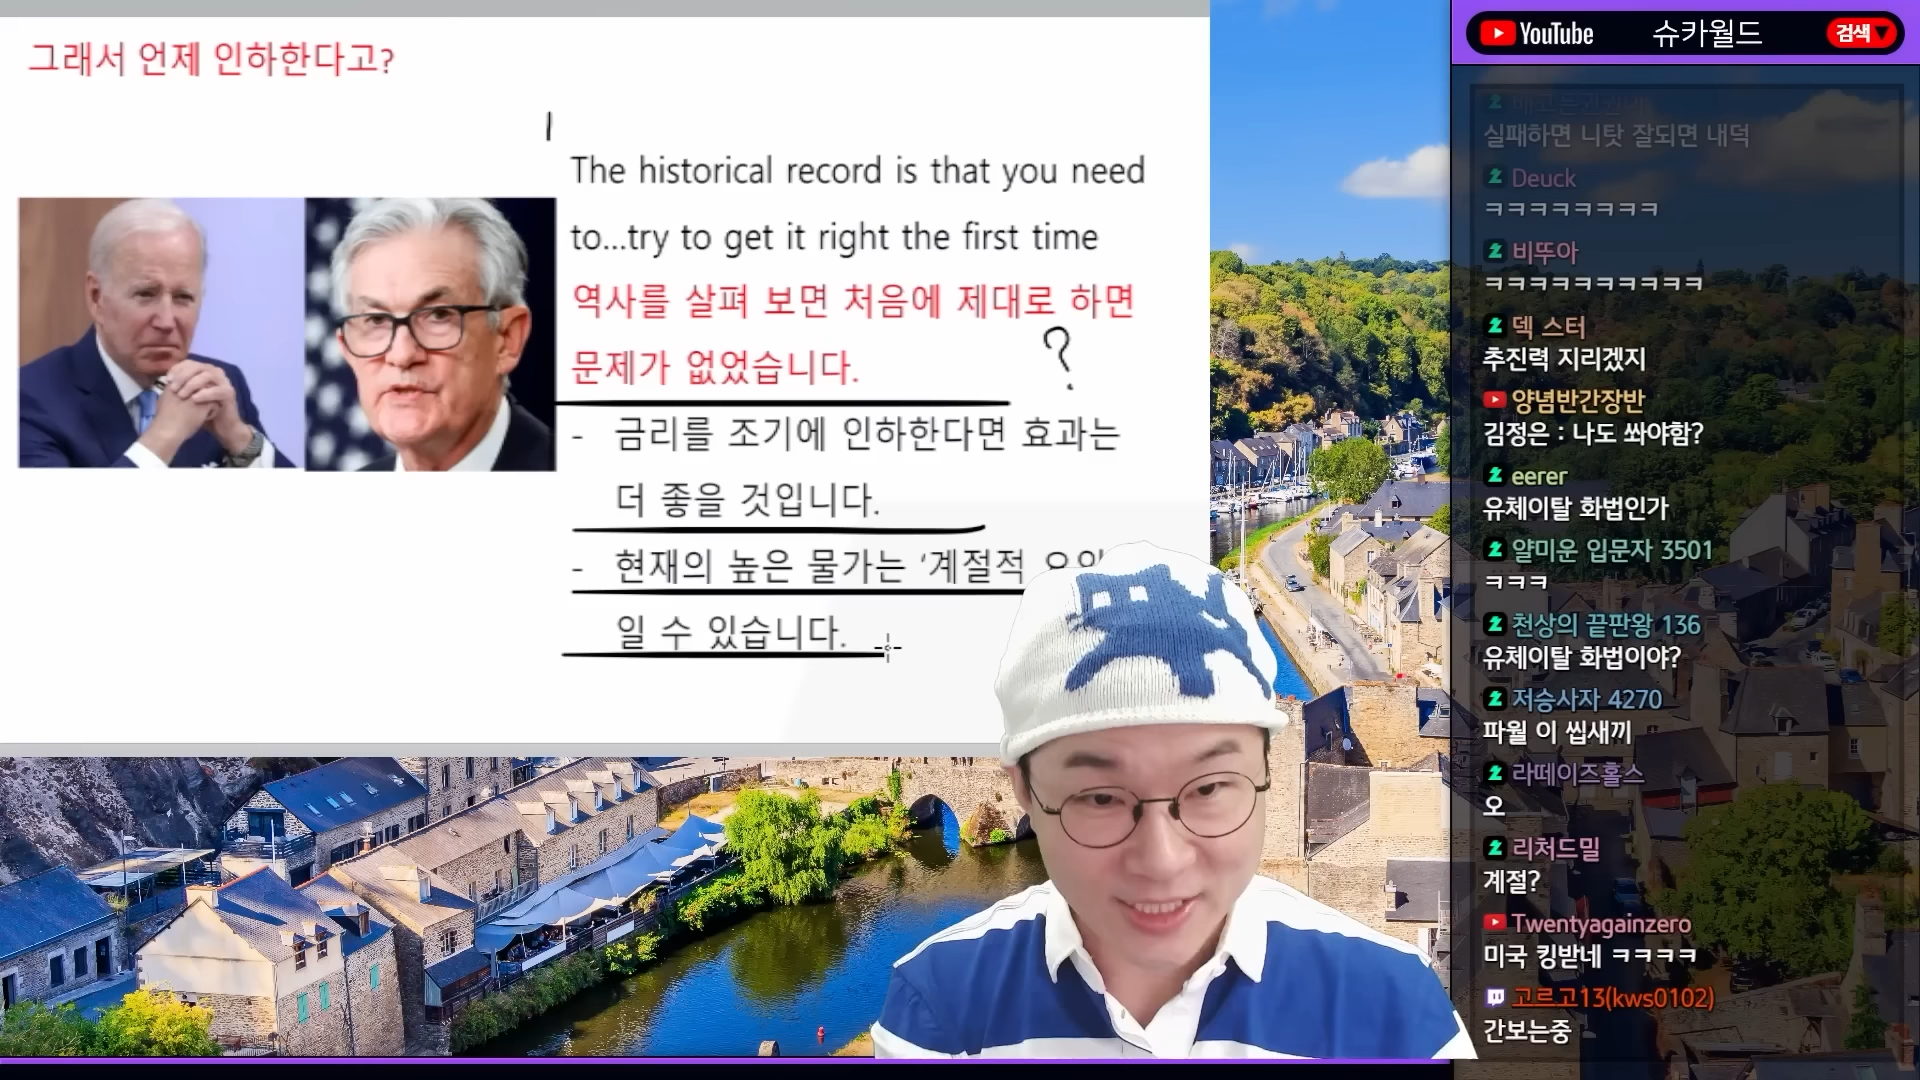 그래서 언제 인하한다고?
The historical record is that you need
to...try to get it right the first time
역사를 살펴 보면 처음에 제대로 하면
문제가 없었습니다.
?
- 금리를 조기에 인하한다면 효과는
더 좋을 것입니다.
- 현재의 높은 물가는 ‘계절적 요인
일 수 있습니다.
YouTube 슈카월드 검색▼
실패하면 니탓 잘되면 내덕
Deuck
ㅋㅋㅋㅋㅋㅋㅋㅋ
비뚜아
ㅋㅋㅋㅋㅋㅋㅋㅋㅋㅋ
덱 스터
추진력 지리겠지
양념반간장반
김정은 : 나도 쏴야함?
eerer
유체이탈 화법인가
얄미운 입문자 3501
ㅋㅋㅋ
천상의 끝판왕 136
유체이탈 화법이야?
저승사자 4270
파월 이 씹새끼
라떼이즈홀스
오
리처드밀
계절?
Twentyagainzero
미국 킹받네 ㅋㅋㅋㅋ
고르고13(kws0102)
간보는중